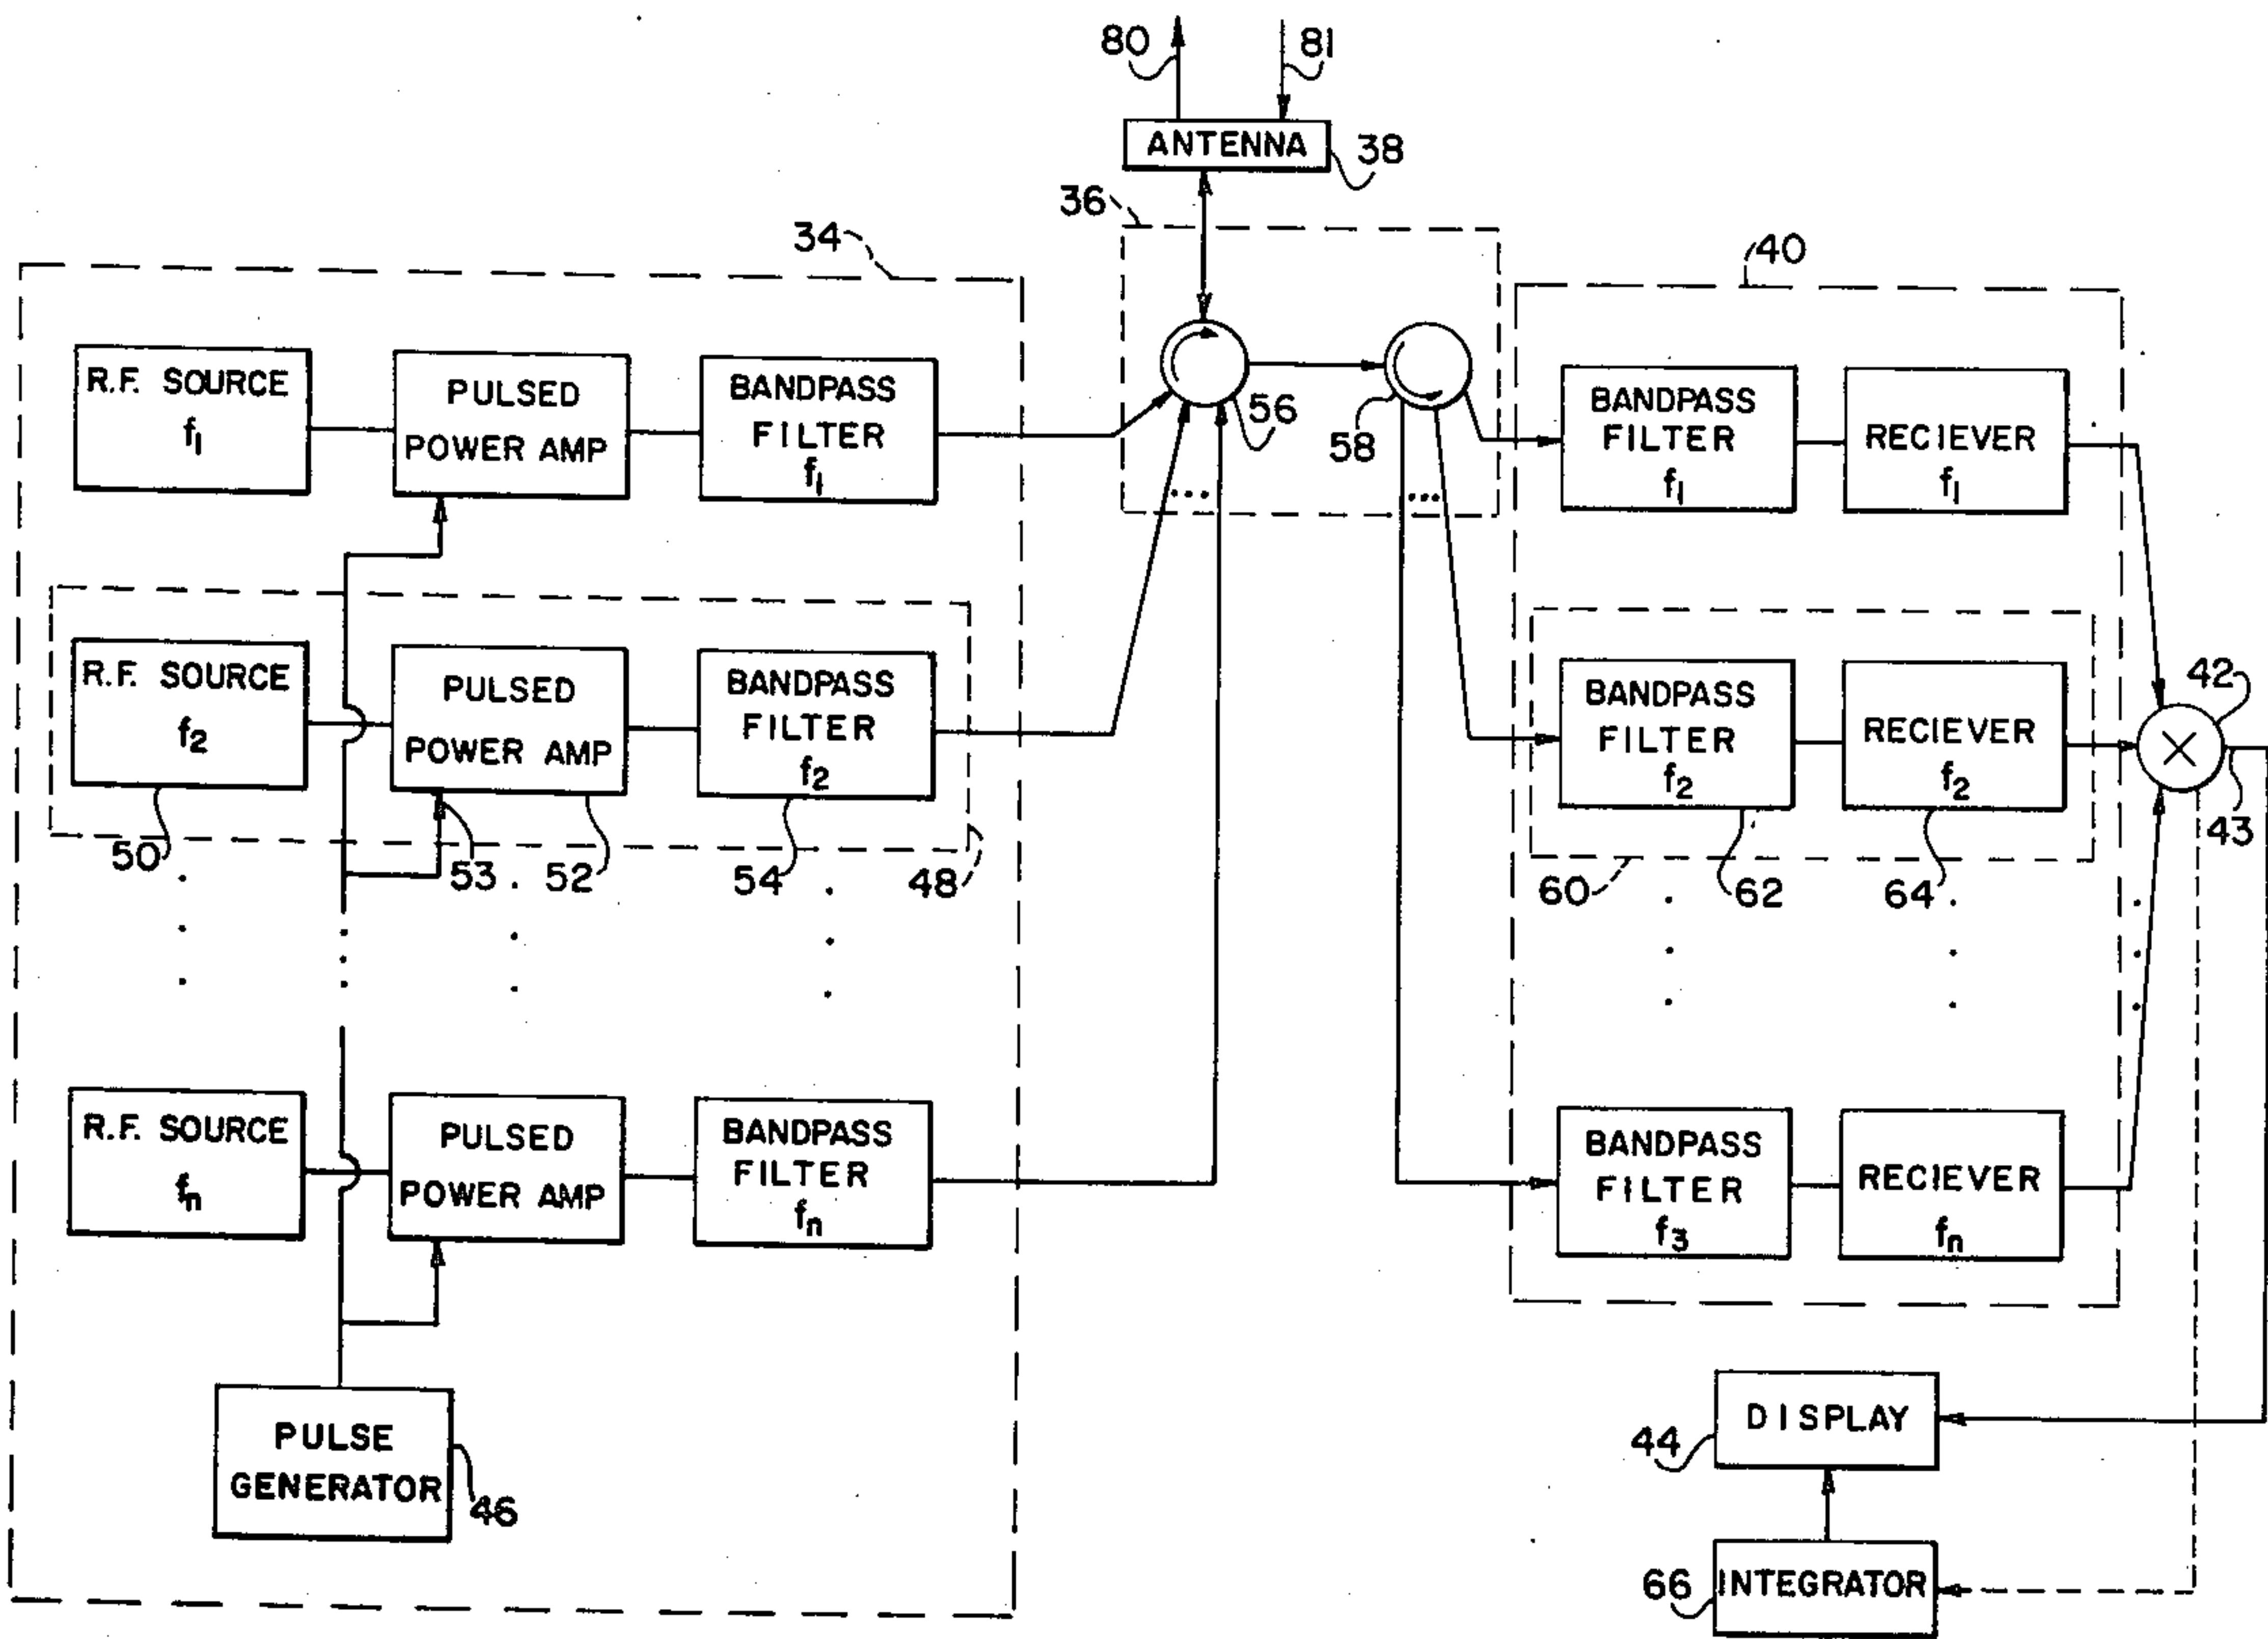 80
81
ANTENNA
38
36
34
40
R.F. SOURCE
f1
PULSED
POWER AMP
BANDPASS
FILTER
f1
56
58
...
...
BANDPASS
FILTER
f1
RECIEVER
f1
R.F. SOURCE
f2
PULSED
POWER AMP
BANDPASS
FILTER
f2
50
53
52
54
48
BANDPASS
FILTER
f2
RECIEVER
f2
42
X
43
60
62
64
R.F. SOURCE
fn
PULSED
POWER AMP
BANDPASS
FILTER
fn
BANDPASS
FILTER
f3
RECIEVER
fn
PULSE
GENERATOR
46
DISPLAY
44
INTEGRATOR
66